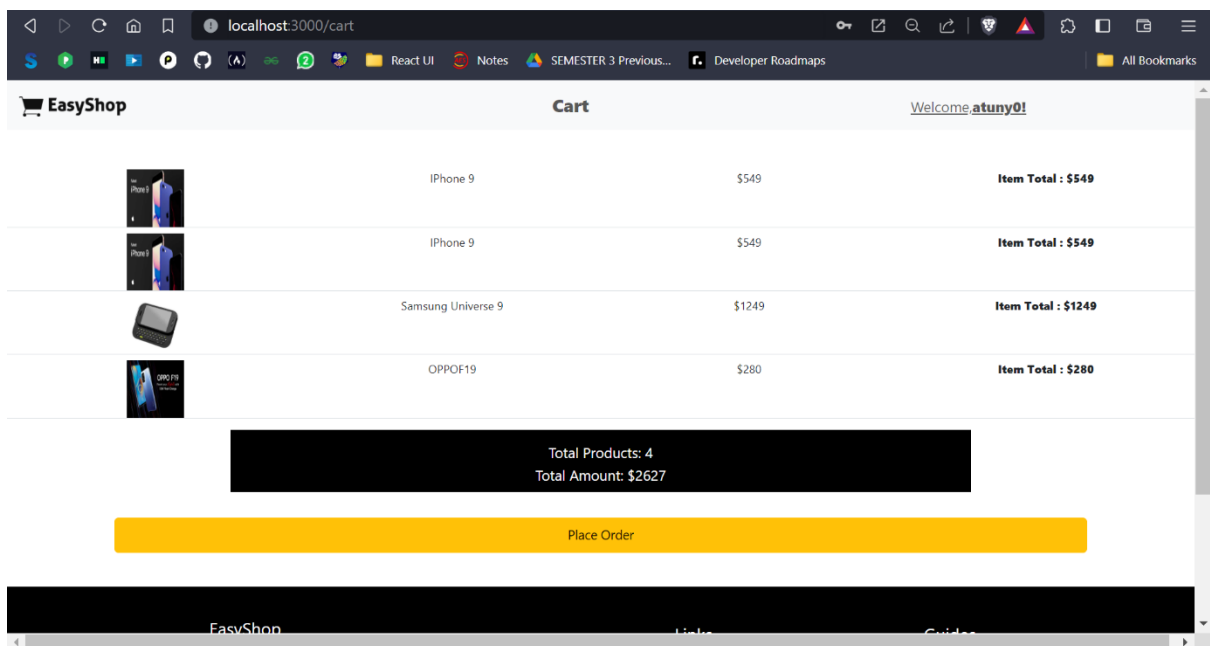 localhost:3000/cart
React UI Notes SEMESTER 3 Previous... Developer Roadmaps All Bookmarks
EasyShop Cart Welcome,atuny0!
IPhone 9 $549 Item Total : $549
IPhone 9 $549 Item Total : $549
Samsung Universe 9 $1249 Item Total : $1249
OPPOF19 $280 Item Total : $280
Total Products: 4
Total Amount: $2627
Place Order
EasyShop Links Guides